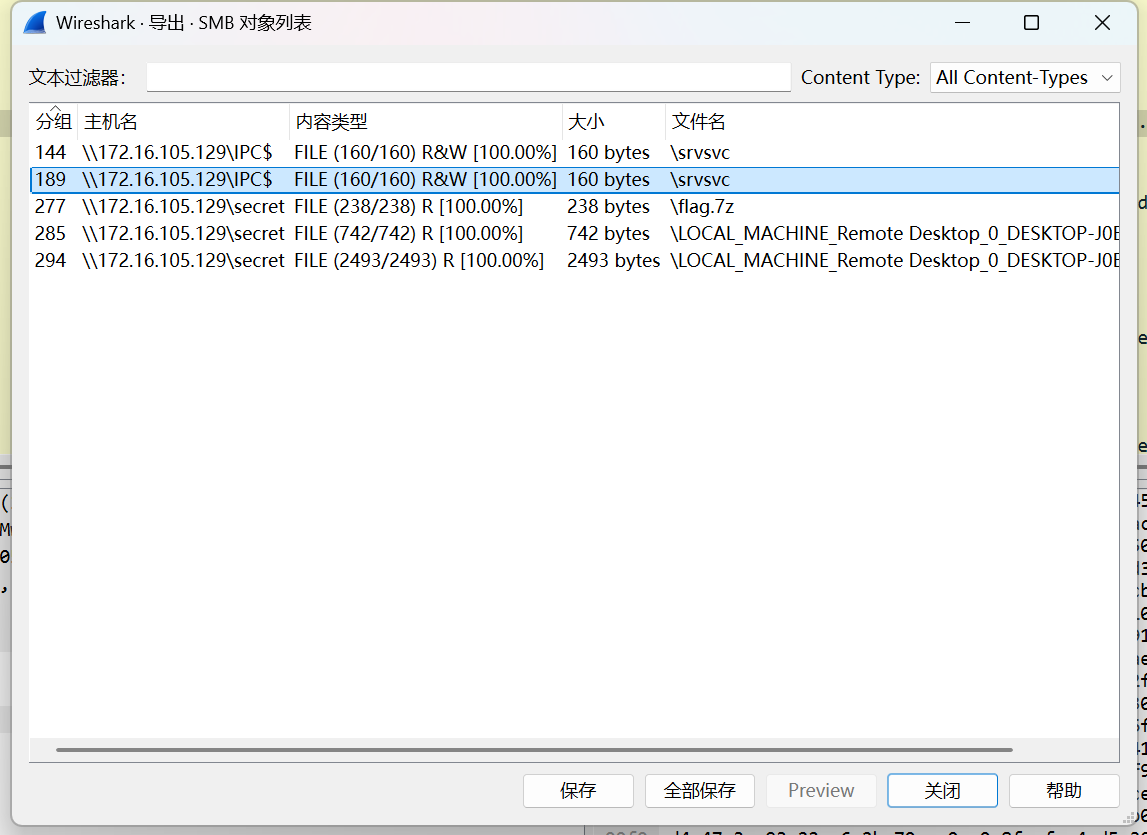 Wireshark · 导出 · SMB 对象列表
文本过滤器： Content Type: All Content-Types
分组 主机名 内容类型 大小 文件名
144 \\172.16.105.129\IPC$ FILE (160/160) R&W [100.00%] 160 bytes \srvsvc
189 \\172.16.105.129\IPC$ FILE (160/160) R&W [100.00%] 160 bytes \srvsvc
277 \\172.16.105.129\secret FILE (238/238) R [100.00%] 238 bytes \flag.7z
285 \\172.16.105.129\secret FILE (742/742) R [100.00%] 742 bytes \LOCAL_MACHINE_Remote Desktop_0_DESKTOP-J0E
294 \\172.16.105.129\secret FILE (2493/2493) R [100.00%] 2493 bytes \LOCAL_MACHINE_Remote Desktop_0_DESKTOP-J0E
保存 全部保存 Preview 关闭 帮助